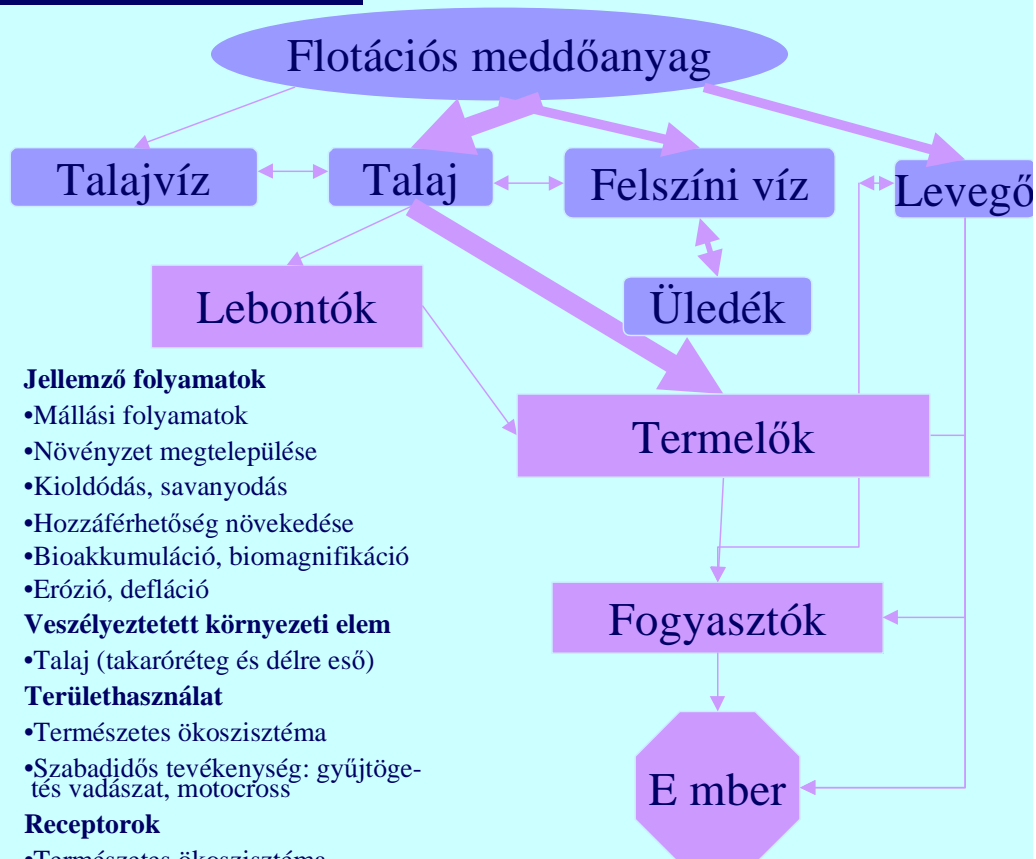 Flotációs meddőanyag
Talajvíz
Talaj
Felszíni víz
Levegő
Lebontók
Üledék
Termelők
Fogyasztók
E mber
Jellemző folyamatok
•Mállási folyamatok
•Növényzet megtelepülése
•Kioldódás, savanyodás
•Hozzáférhetőség növekedése
•Bioakkumuláció, biomagnifikáció
•Erózió, defláció
Veszélyeztetett környezeti elem
•Talaj (takaróréteg és délre eső)
Területhasználat
•Természetes ökoszisztéma
•Szabadidős tevékenység: gyűjtöge-
tés vadászat, motocross
Receptorok
•Természetes ökoszisztéma